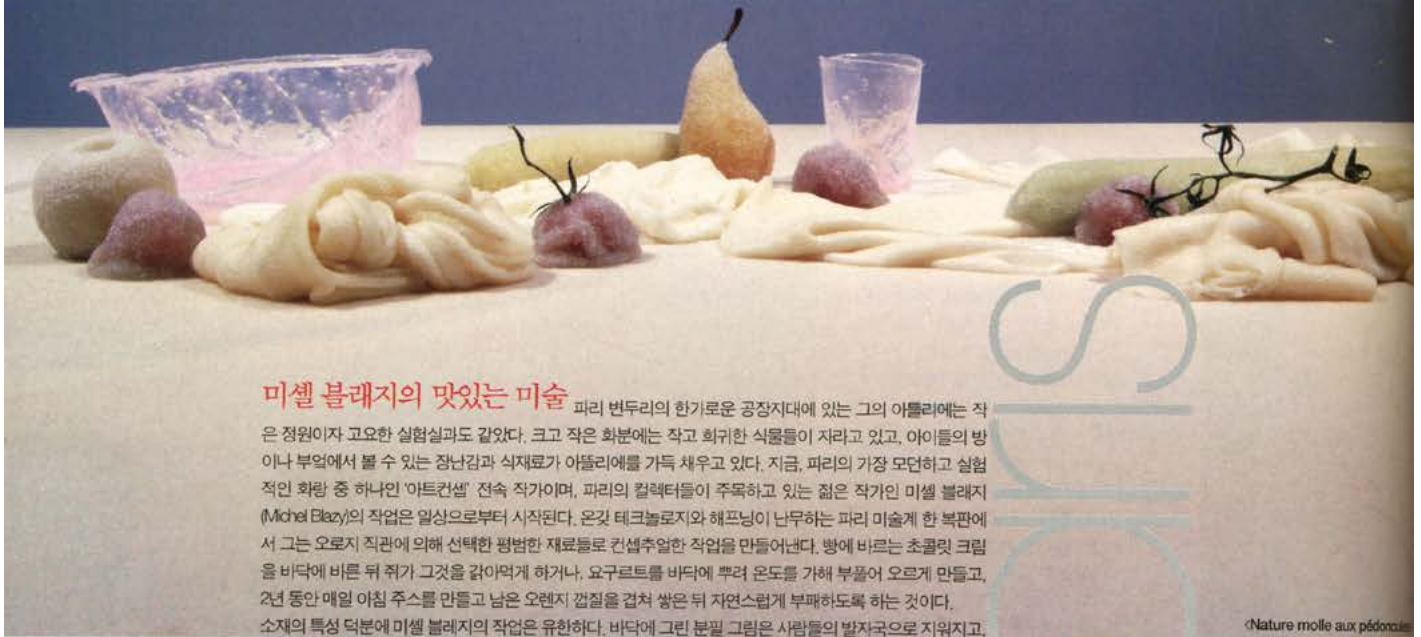 미셸 블래지의 맛있는 미술 파리 변두리의 한가로운 공장지대에 있는 그의 아뜰리에는 작
은 정원이자 고요한 실험실과도 같았다. 크고 작은 화분에는 작고 희귀한 식물들이 자라고 있고, 아이들의 방
이나 부엌에서 볼 수 있는 장난감과 식재료가 아뜰리에를 가득 채우고 있다. 지금, 파리의 가장 모던하고 실험
적인 화랑 중 하나인 '아트컨셉' 전속 작가이며, 파리의 컬렉터들이 주목하고 있는 젊은 작가인 미셸 블래지
(Michel Blazy)의 작업은 일상으로부터 시작된다. 온갖 테크놀로지와 해프닝이 난무하는 파리 미술계 한 복판에
서 그는 오로지 직관에 의해 선택한 평범한 재료들로 컨셉추얼한 작업을 만들어낸다. 빵에 바르는 초콜릿 크림
을 바닥에 바른 뒤 쥐가 그것을 갉아먹게 하거나, 요구르트를 바닥에 뿌려 온도를 가해 부풀어 오르게 만들고,
2년 동안 매일 아침 주스를 만들고 남은 오렌지 껍질을 겹쳐 쌓은 뒤 자연스럽게 부패하도록 하는 것이다.
소재의 특성 덕분에 미셸 블레지의 작업은 유한하다. 바닥에 그린 분필 그림은 사람들의 발자국으로 지워지고,
<Nature molle aux pédoncules